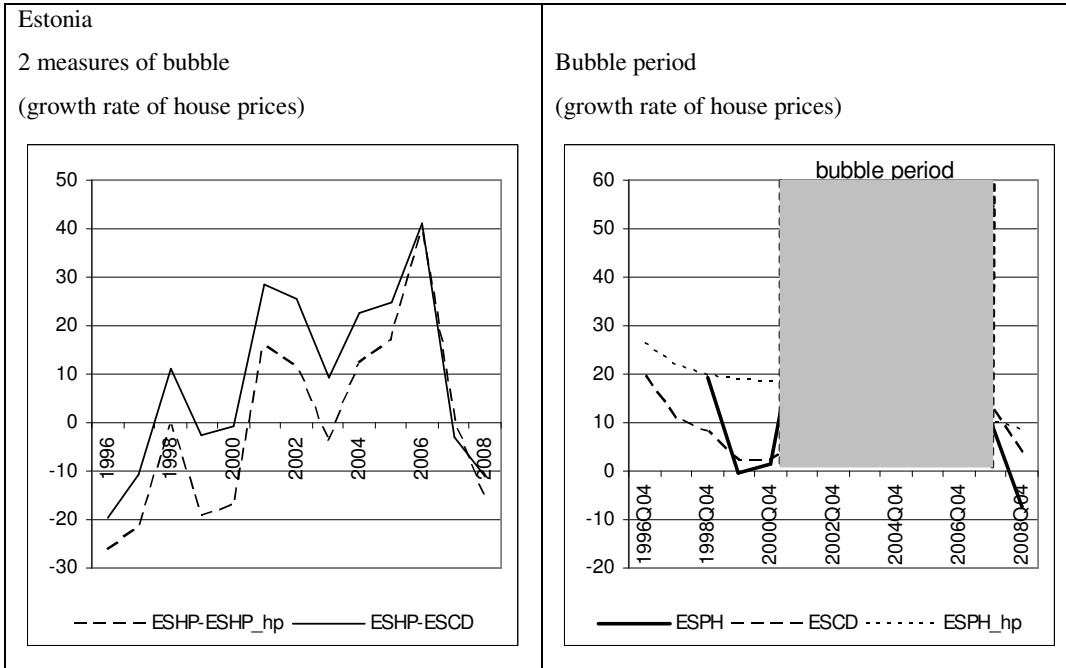 Estonia
2 measures of bubble
(growth rate of house prices)
50
40
30
20
10
0
-10
-20
-30
1996
1998
2000
2002
2004
2006
2008
ESHP-ESHP_hp
ESHP-ESCD
Bubble period
(growth rate of house prices)
bubble period
60
50
40
30
20
10
0
-10
-20
1996Q04
1998Q04
2000Q04
2002Q04
2004Q04
2006Q04
2008Q04
ESPH
ESCD
ESPH_hp